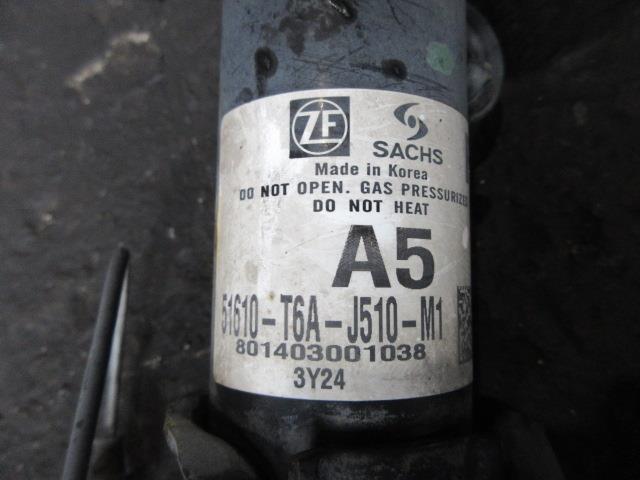 ZF
SACHS
Made in Korea
DO NOT OPEN. GAS PRESSURIZED
DO NOT HEAT
A5
51610-T6A-J510-M1
801403001038
3Y24